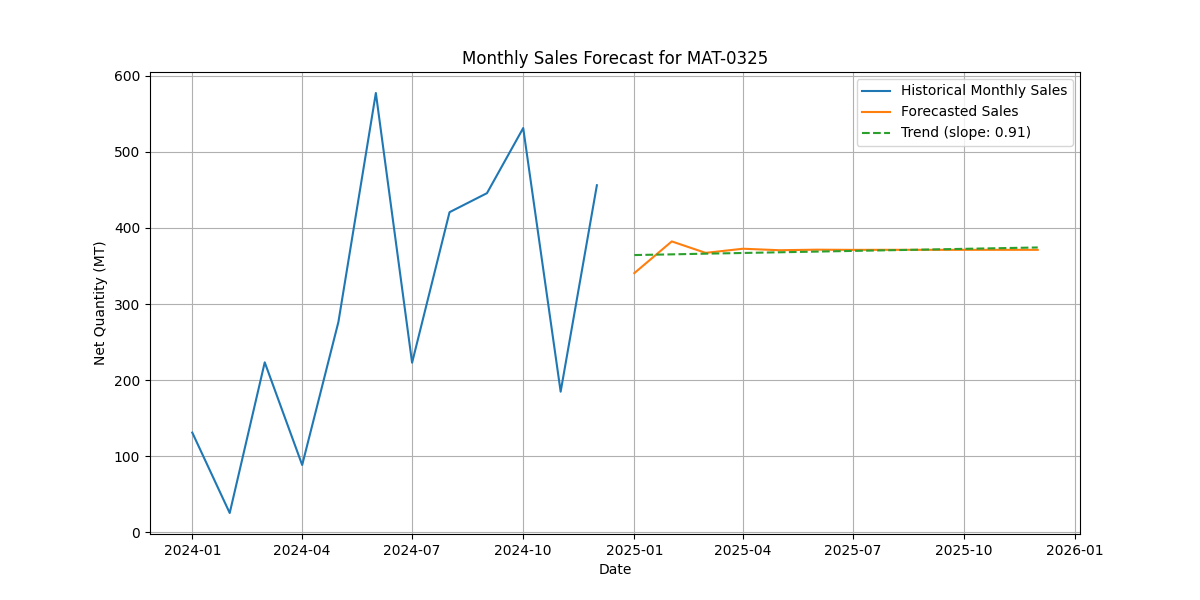 Monthly Sales Forecast for MAT-0325
Historical Monthly Sales
Forecasted Sales
Trend (slope: 0.91)
Net Quantity (MT)
600
500
400
300
200
100
0
2024-01 2024-04 2024-07 2024-10 2025-01 2025-04 2025-07 2025-10 2026-01
Date